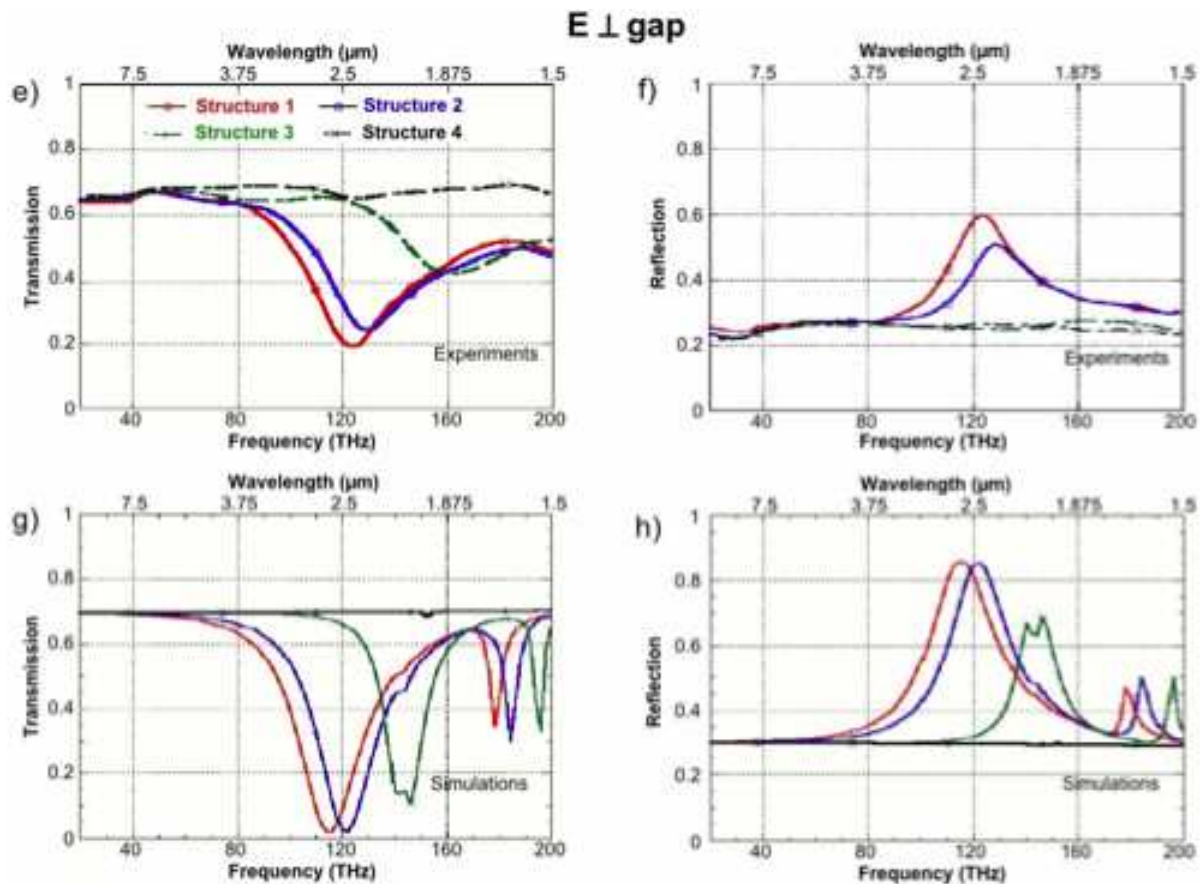 E ⊥ gap
Wavelength (µm)
7.5 3.75 2.5 1.875 1.5
e)
1
0.8
0.6
0.4
0.2
0
Transmission
Structure 1 Structure 2
Structure 3 Structure 4
Experiments
40 80 120 160 200
Frequency (THz)
Wavelength (µm)
7.5 3.75 2.5 1.875 1.5
f)
1
0.8
0.6
0.4
0.2
0
Reflection
Experiments
40 80 120 160 200
Frequency (THz)
Wavelength (µm)
7.5 3.75 2.5 1.875 1.5
g)
1
0.8
0.6
0.4
0.2
0
Transmission
Simulations
40 80 120 160 200
Frequency (THz)
Wavelength (µm)
7.5 3.75 2.5 1.875 1.5
h)
1
0.8
0.6
0.4
0.2
0
Reflection
Simulations
40 80 120 160 200
Frequency (THz)